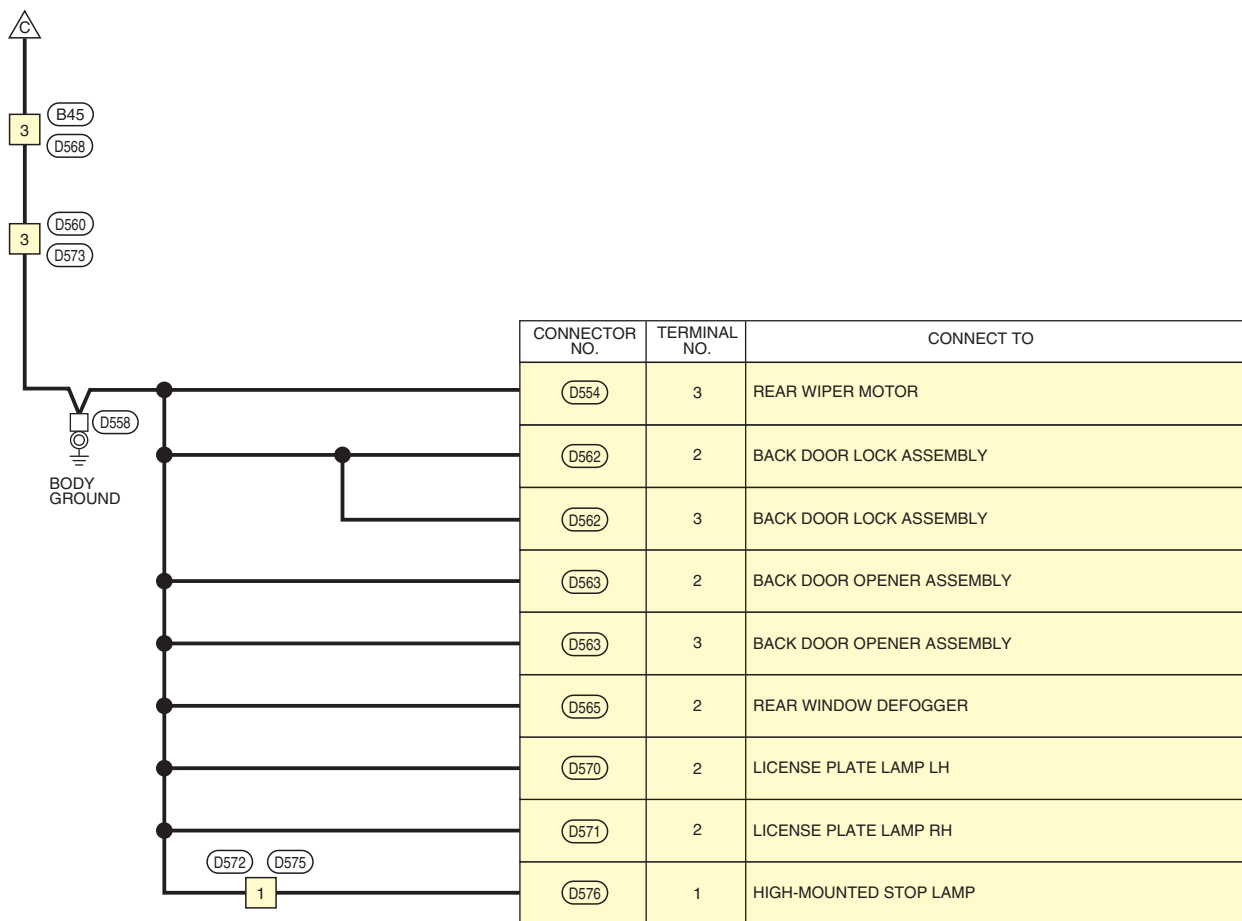 C
B45
3
D568
D560
3
D573
D558
BODY
GROUND
CONNECTOR NO. TERMINAL NO. CONNECT TO
D554 3 REAR WIPER MOTOR
D562 2 BACK DOOR LOCK ASSEMBLY
D562 3 BACK DOOR LOCK ASSEMBLY
D563 2 BACK DOOR OPENER ASSEMBLY
D563 3 BACK DOOR OPENER ASSEMBLY
D565 2 REAR WINDOW DEFOGGER
D570 2 LICENSE PLATE LAMP LH
D571 2 LICENSE PLATE LAMP RH
D572 D575
1
D576 1 HIGH-MOUNTED STOP LAMP